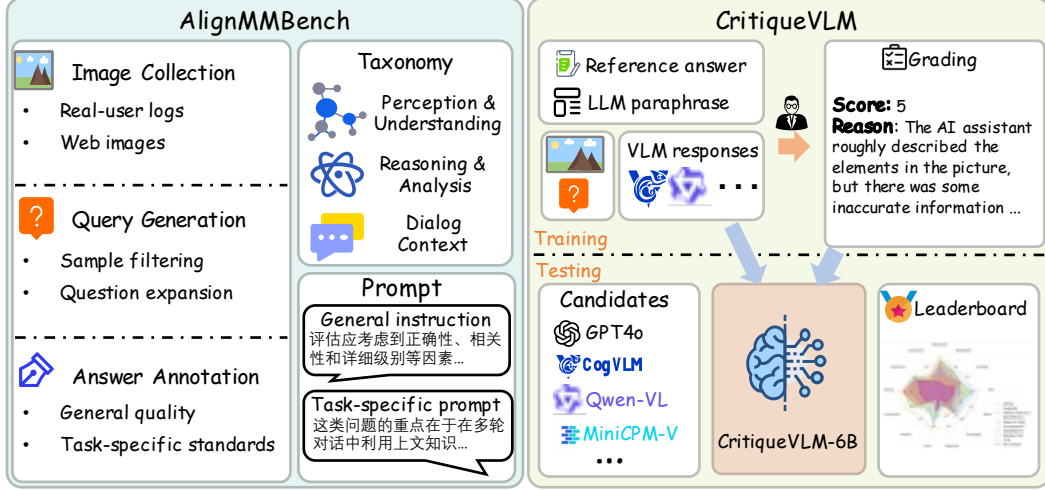 AlignMMBench
Image Collection
• Real-user logs
• Web images
Query Generation
• Sample filtering
• Question expansion
Answer Annotation
• General quality
• Task-specific standards
Taxonomy
Perception &
Understanding
Reasoning &
Analysis
Dialog
Context
Prompt
General instruction
评估应考虑到正确性、相关
性和详细级别等因素...
Task-specific prompt
这类问题的重点在于在多轮
对话中利用上文知识...
CritiqueVLM
Reference answer
LLM paraphrase
VLM responses
...
Grading
Score: 5
Reason: The AI assistant
roughly described the
elements in the picture,
but there was some
inaccurate information ...
Training
Testing
Candidates
GPT4o
CogVLM
Qwen-VL
MiniCPM-V
...
CritiqueVLM-6B
Leaderboard